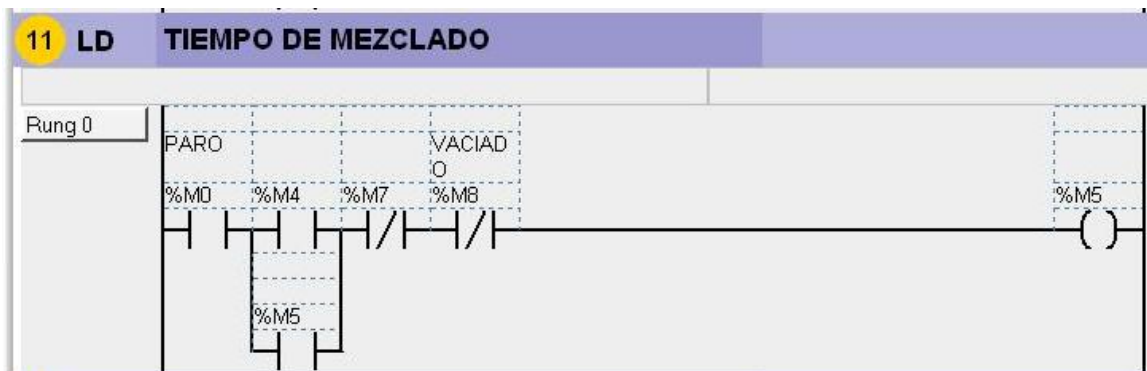 11 LD TIEMPO DE MEZCLADO
Rung 0
PARO VACIAD
O
%M0 %M4 %M7 %M8 %M5
%M5